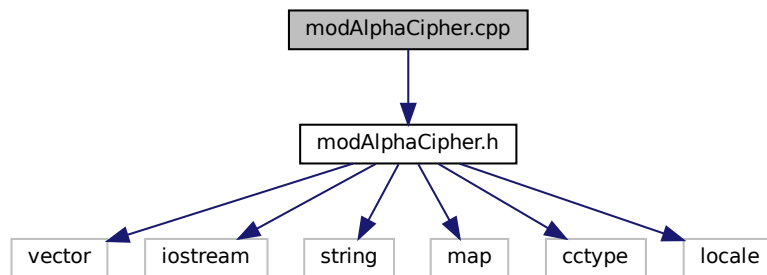 modAlphaCipher.cpp
modAlphaCipher.h
vector
iostream
string
map
cctype
locale